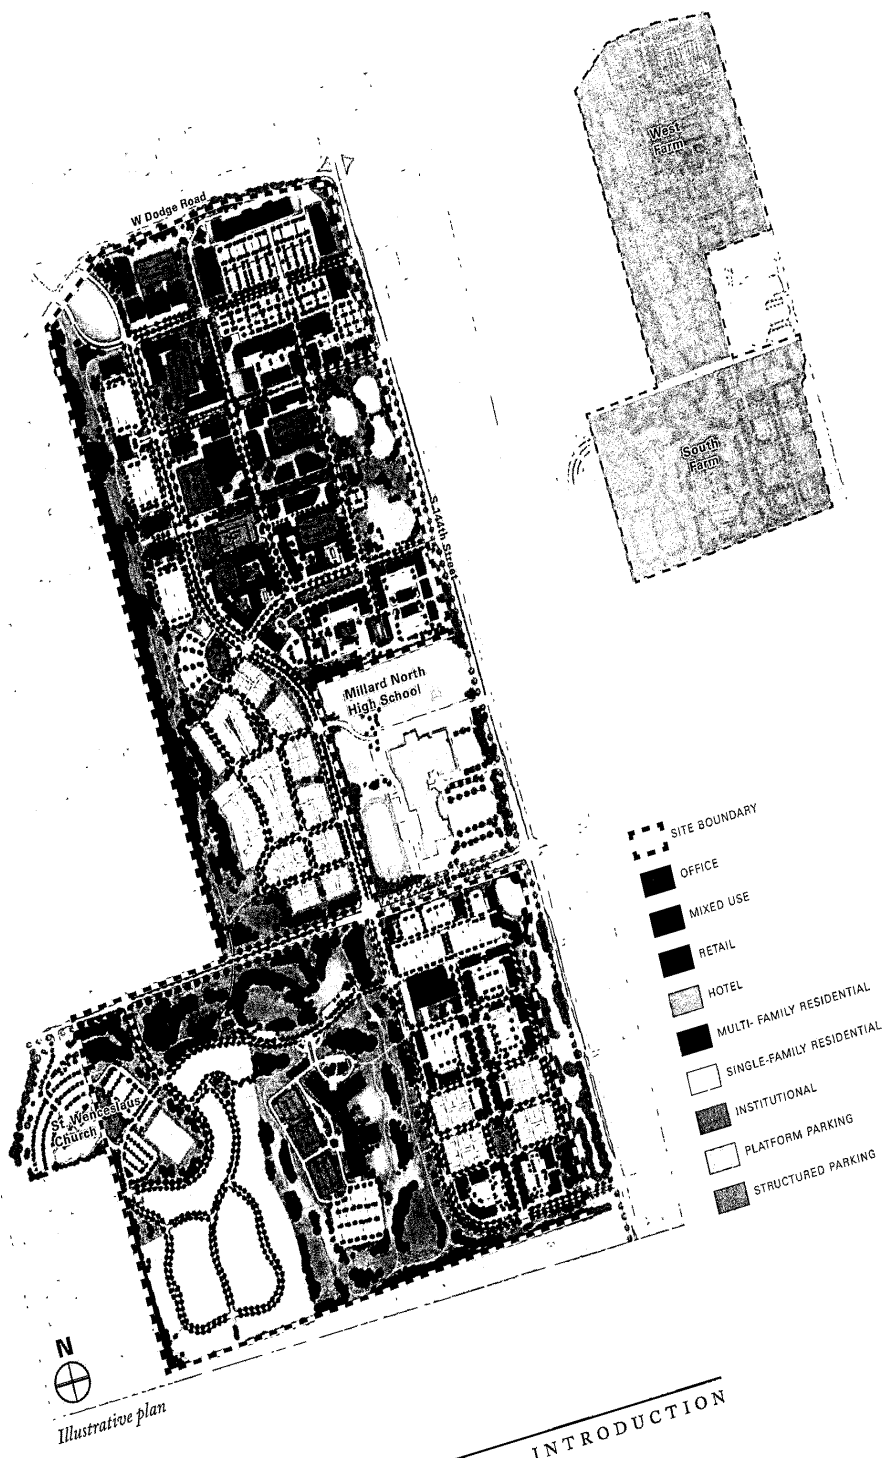 West
Farm
South
Farm
W Dodge Road
S 144th Street
Millard North
High School
St. Wenceslaus
Church
SITE BOUNDARY
OFFICE
MIXED USE
RETAIL
HOTEL
MULTI- FAMILY RESIDENTIAL
SINGLE-FAMILY RESIDENTIAL
INSTITUTIONAL
PLATFORM PARKING
STRUCTURED PARKING
N
Illustrative plan
INTRODUCTION